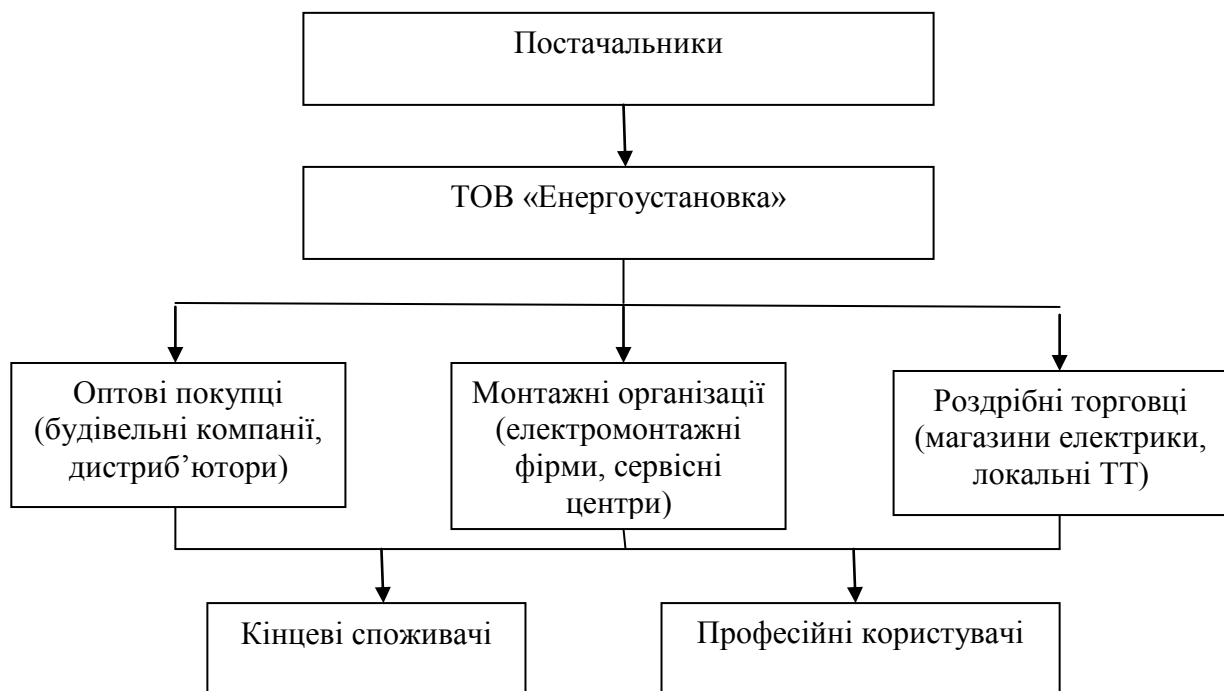 Постачальники
ТОВ «Енергоустановка»
Оптові покупці
(будівельні компанії,
дистриб’ютори)
Монтажні організації
(електромонтажні
фірми, сервісні
центри)
Роздрібні торговці
(магазини електрики,
локальні ТТ)
Кінцеві споживачі
Професійні користувачі